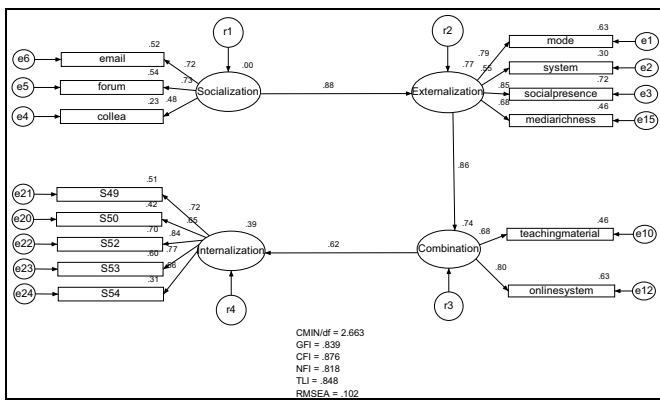 r1
r2
e6
.52
email
.72
.00
e5
.54
forum
.73
Socialization
e4
.23
collea
.48
.88
.77
Externalization
.79
.63
mode
e1
.55
.30
system
e2
.85
.72
socialpresence
e3
.68
.46
mediarichness
e15
.86
e21
.51
S49
.72
e20
.42
S50
.65
e22
.70
S52
.84
e23
.60
S53
.77
e24
.31
S54
.56
.39
Internalization
r4
.62
.74
Combination
r3
.68
.46
teachingmaterial
e10
.80
.63
onlinesystem
e12
CMIN/df = 2.663
GFI = .839
CFI = .876
NFI = .818
TLI = .848
RMSEA = .102